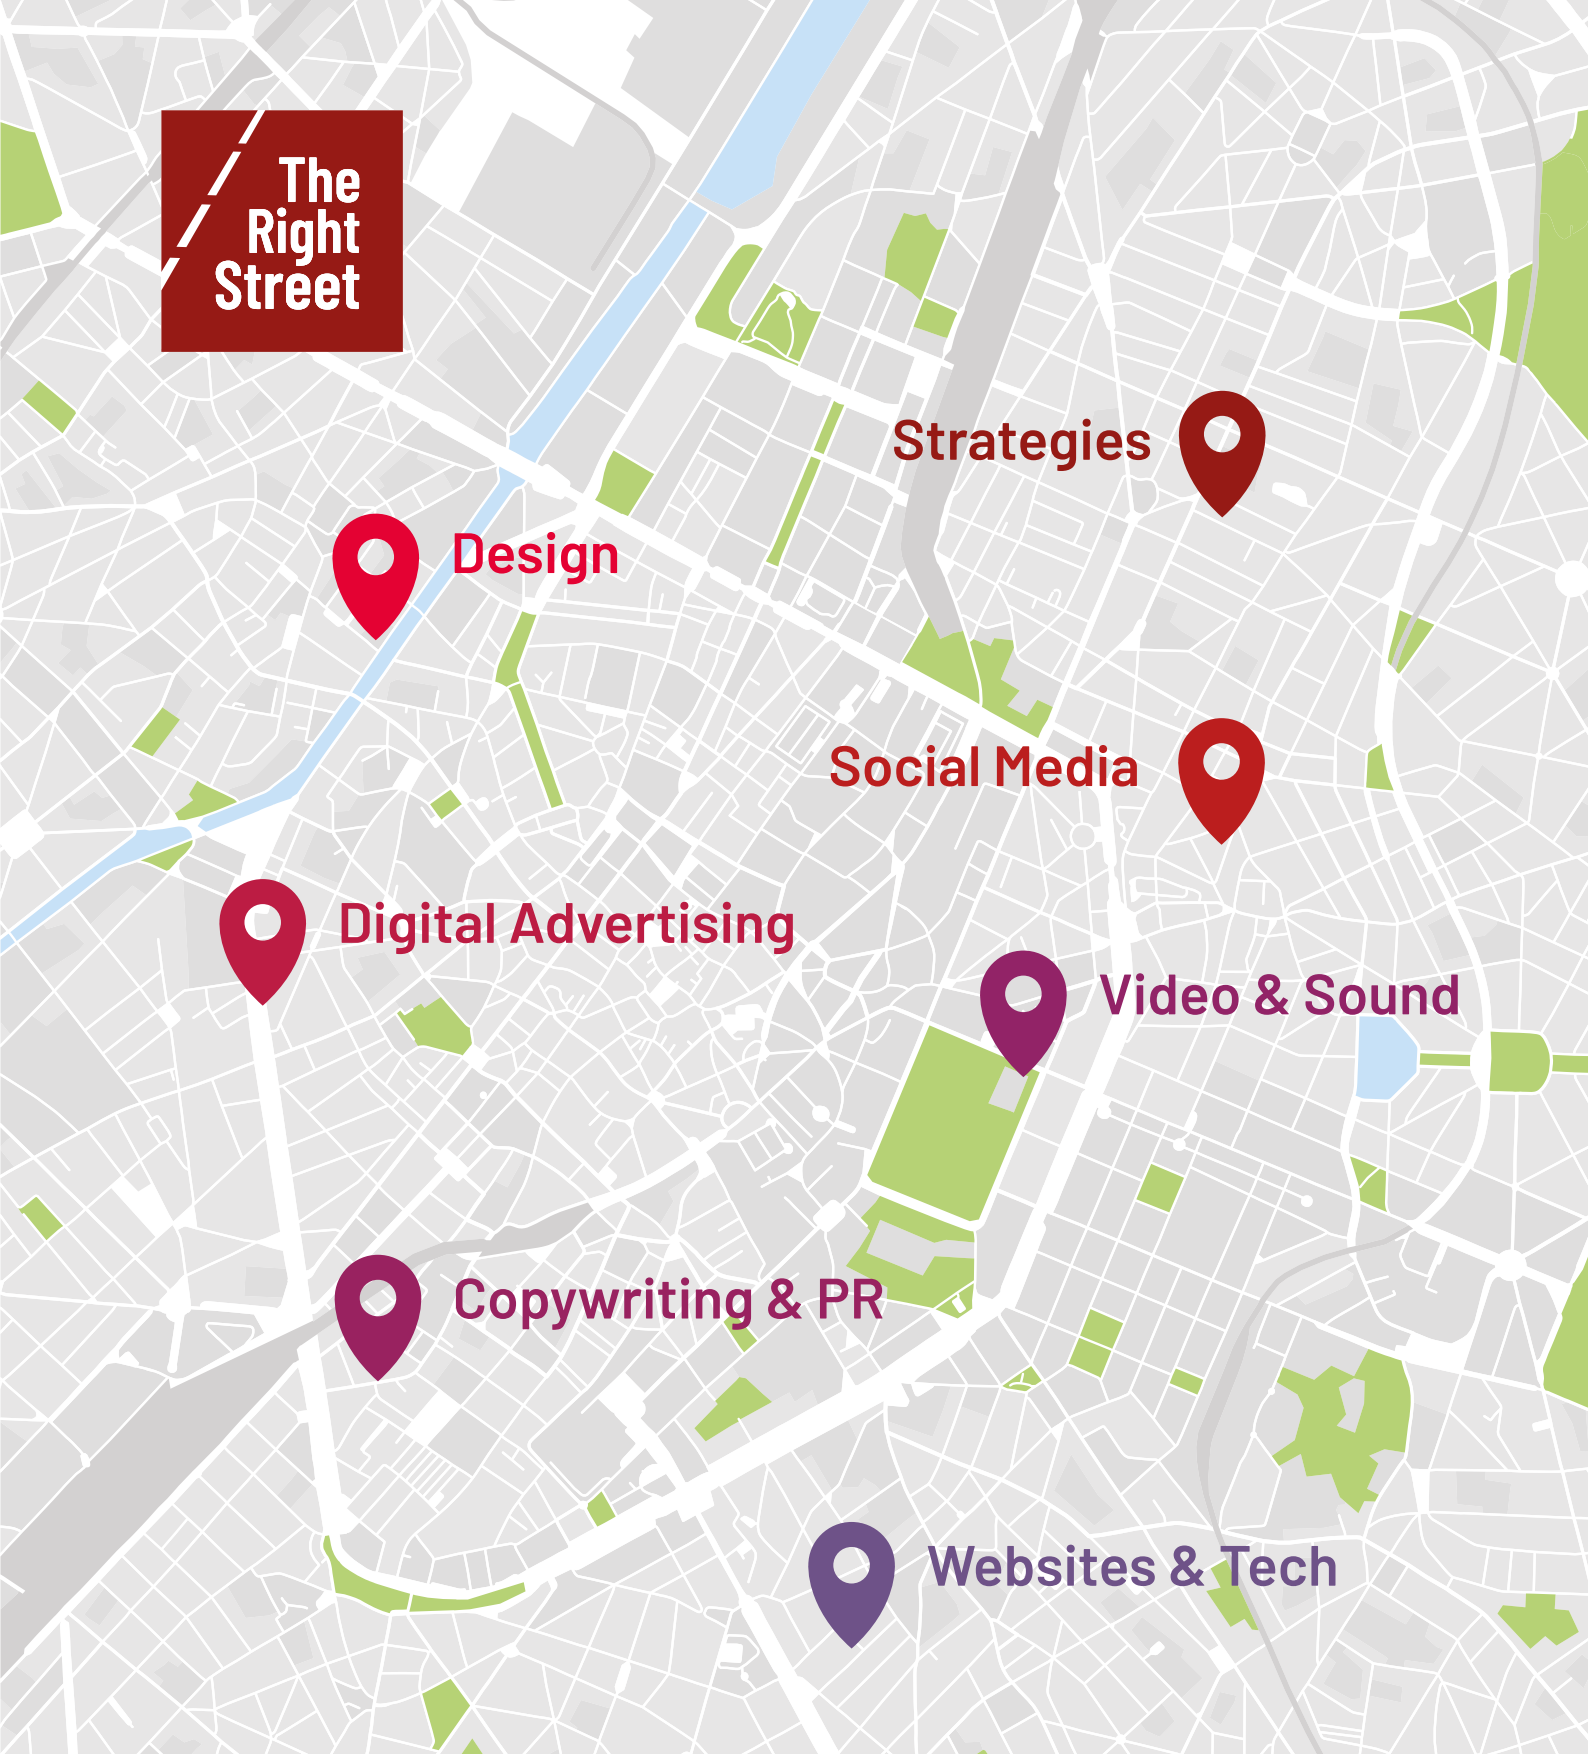 The
Right
Street
Strategies
Design
Social Media
Digital Advertising
Video & Sound
Copywriting & PR
Websites & Tech